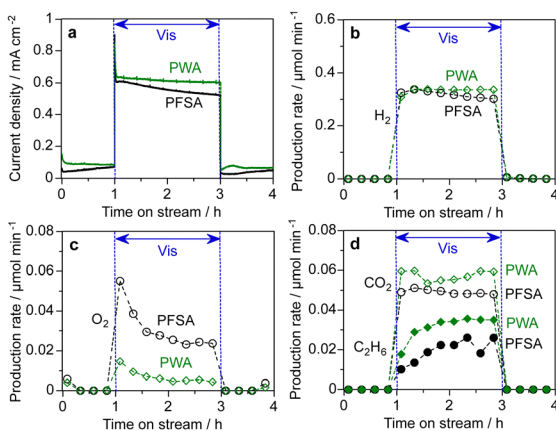 a
Vis
PWA
PFSA
Current density / mA cm⁻²
1
0.8
0.6
0.4
0.2
0
0 1 2 3 4
Time on stream / h
b
Vis
PWA
PFSA
H₂
Production rate / μmol min⁻¹
0.6
0.4
0.2
0
0 1 2 3 4
Time on stream / h
c
Vis
O₂
PFSA
PWA
Production rate / μmol min⁻¹
0.08
0.06
0.04
0.02
0
0 1 2 3 4
Time on stream / h
d
Vis
CO₂
PWA
PFSA
C₂H₆
PWA
PFSA
Production rate / μmol min⁻¹
0.08
0.06
0.04
0.02
0
0 1 2 3 4
Time on stream / h